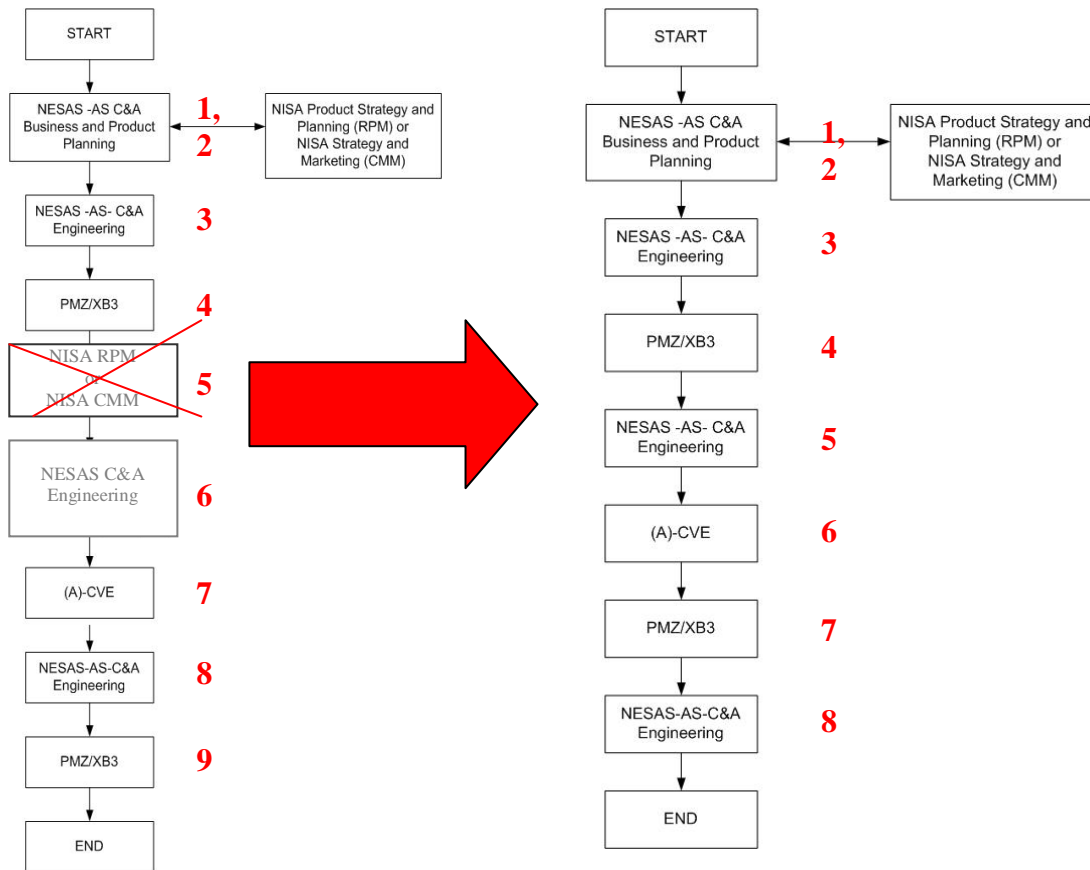 START
NESAS -AS C&A
Business and Product
Planning
1,
2
NISA Product Strategy and
Planning (RPM) or
NISA Strategy and
Marketing (CMM)
NESAS -AS- C&A
Engineering
3
PMZ/XB3
4
NISA RPM
or
NISA CMM
5
NESAS C&A
Engineering
6
(A)-CVE
7
NESAS-AS-C&A
Engineering
8
PMZ/XB3
9
END
START
NESAS -AS C&A
Business and Product
Planning
1,
2
NISA Product Strategy and
Planning (RPM) or
NISA Strategy and
Marketing (CMM)
NESAS -AS- C&A
Engineering
3
PMZ/XB3
4
NESAS -AS- C&A
Engineering
5
(A)-CVE
6
PMZ/XB3
7
NESAS-AS-C&A
Engineering
8
END